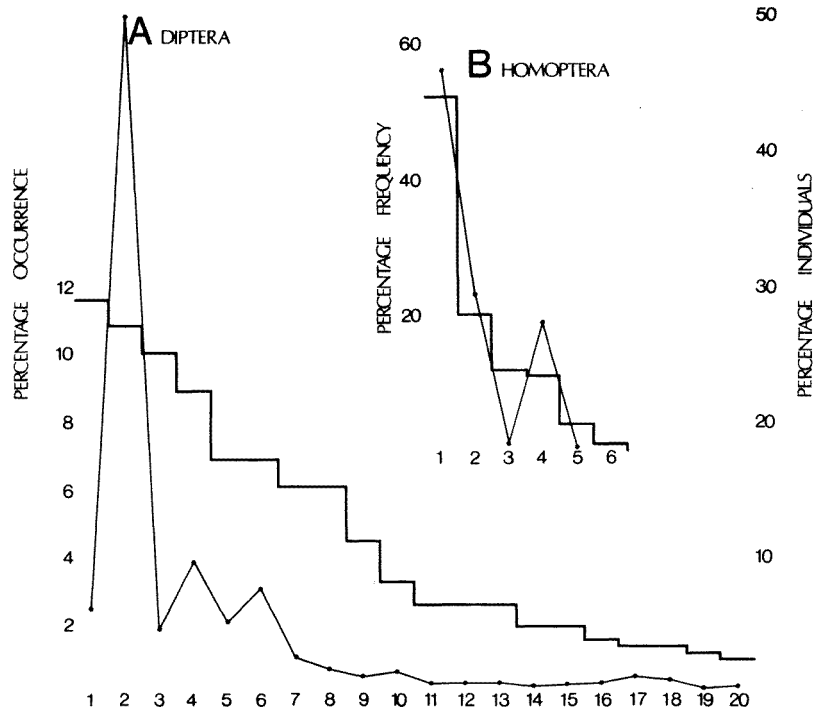 A DIPTERA
B HOMOPTERA
PERCENTAGE OCCURRENCE
12
10
8
6
4
2
PERCENTAGE FREQUENCY
60
40
20
PERCENTAGE INDIVIDUALS
50
40
30
20
10
1 2 3 4 5 6
1 2 3 4 5 6 7 8 9 10 11 12 13 14 15 16 17 18 19 20